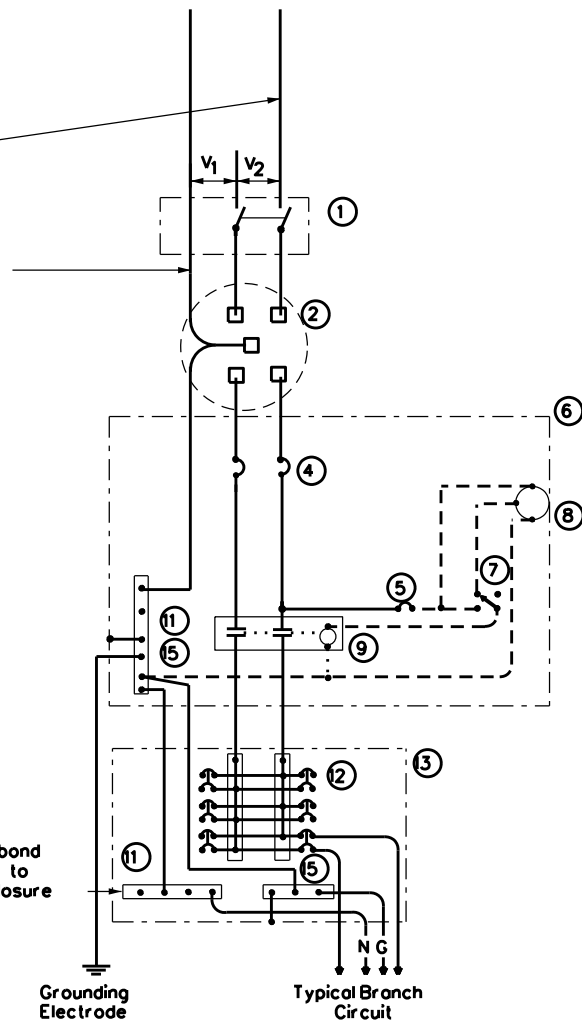 V1 V2
1
2
6
4
8
7
5
11
15
9
13
12
bond
to
osure
11
15
N G
Grounding
Electrode
Typical Branch
Circuit